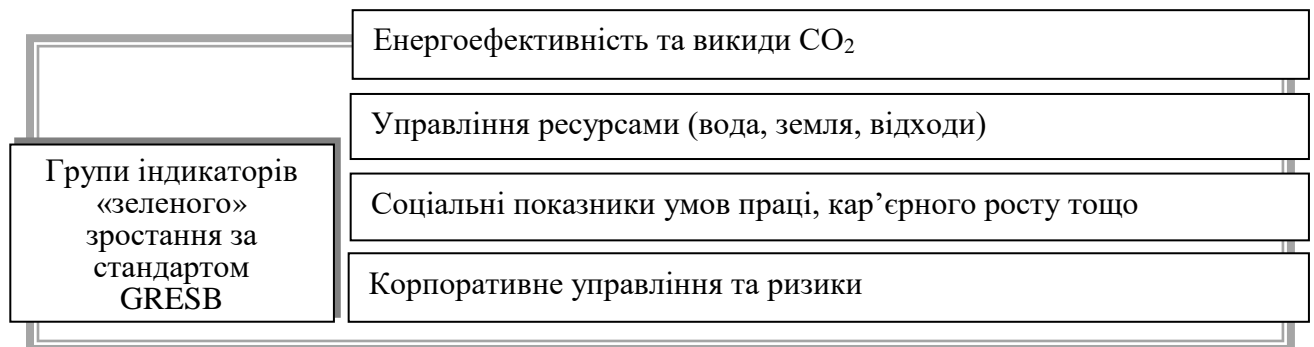 Енергоефективність та викиди CO₂
Управління ресурсами (вода, земля, відходи)
Групи індикаторів
«зеленого»
зростання за
стандартом
GRESB
Соціальні показники умов праці, кар’єрного росту тощо
Корпоративне управління та ризики